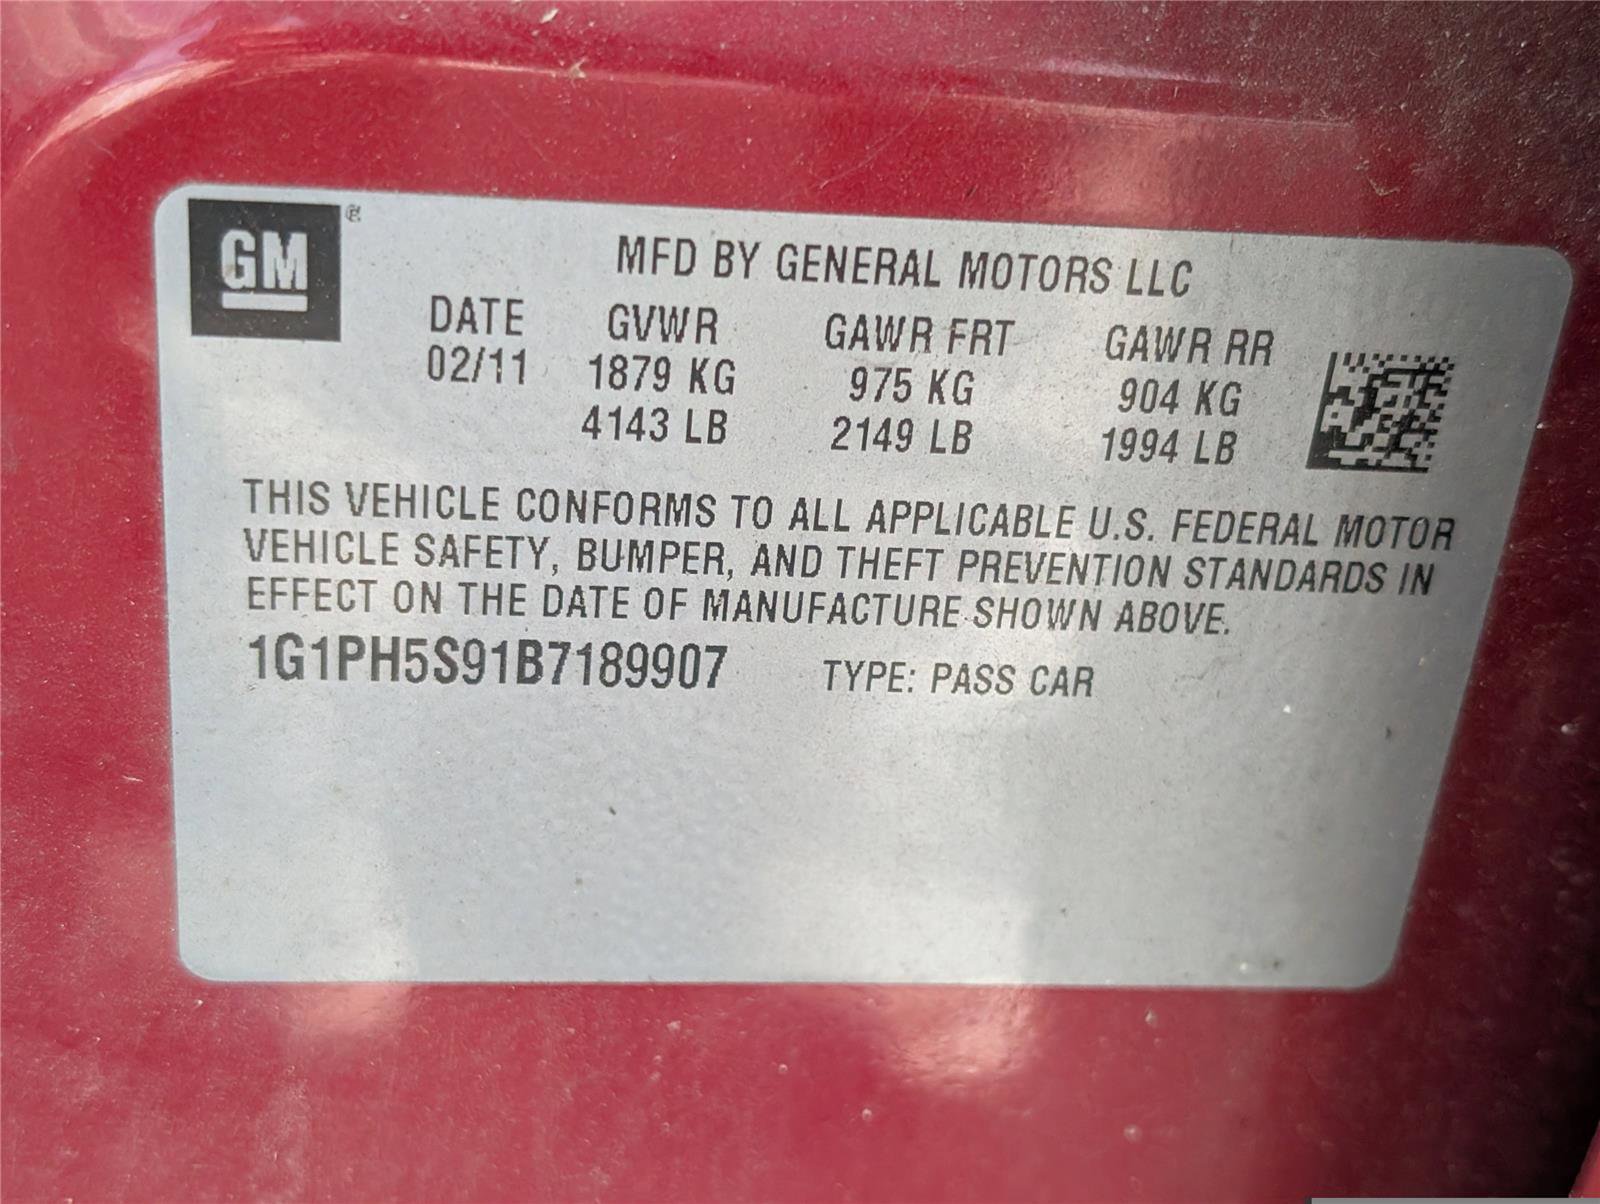 GM ®
MFD BY GENERAL MOTORS LLC
DATE GVWR GAWR FRT GAWR RR
02/11 1879 KG 975 KG 904 KG
4143 LB 2149 LB 1994 LB
THIS VEHICLE CONFORMS TO ALL APPLICABLE U.S. FEDERAL MOTOR
VEHICLE SAFETY, BUMPER, AND THEFT PREVENTION STANDARDS IN
EFFECT ON THE DATE OF MANUFACTURE SHOWN ABOVE.
1G1PH5S91B7189907 TYPE: PASS CAR